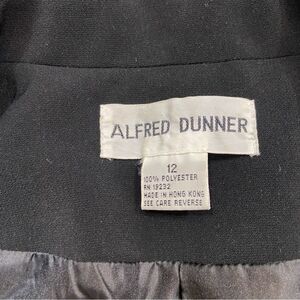 ALFRED DUNNER
12
100% POLYESTER
RN 19232
MADE IN HONG KONG
SEE CARE REVERSE